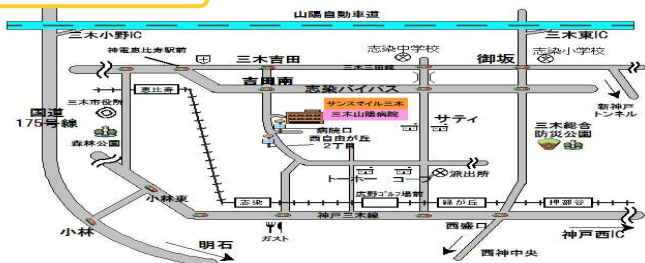 山陽自動車道
三木小野IC
三木東IC
神電恵比寿駅前
三木吉田
志染中学校
御坂
志染小学校
三木三田線
吉田南
志染バイパス
恵比寿
三木市役所
国道
175号線
森林公園
サンスマイル三木
三木山陽病院
病院口
西自由が丘
2丁目
サティ
新神戸
トンネル
三木総合
防災公園
トーホー
コープ
派出所
小林東
志染
広野ゴルフ場前
緑が丘
押部谷
神戸三木線
小林
明石
ガスト
西盛口
西神中央
神戸西IC